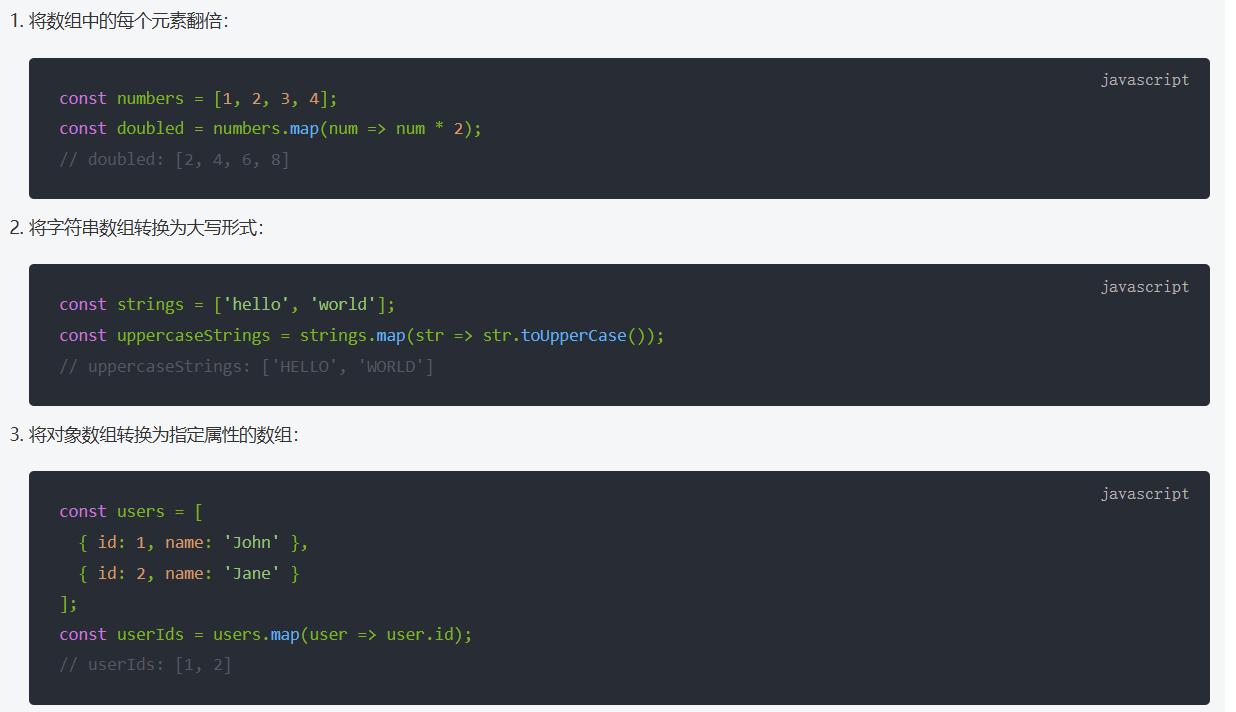 1. 将数组中的每个元素翻倍：
javascript
const numbers = [1, 2, 3, 4];
const doubled = numbers.map(num => num * 2);
// doubled: [2, 4, 6, 8]
2. 将字符串数组转换为大写形式：
javascript
const strings = ['hello', 'world'];
const uppercaseStrings = strings.map(str => str.toUpperCase());
// uppercaseStrings: ['HELLO', 'WORLD']
3. 将对象数组转换为指定属性的数组：
javascript
const users = [
  { id: 1, name: 'John' },
  { id: 2, name: 'Jane' }
];
const userIds = users.map(user => user.id);
// userIds: [1, 2]